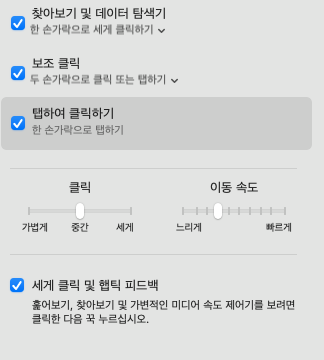 찾아보기 및 데이터 탐색기
한 손가락으로 세게 클릭하기
보조 클릭
두 손가락으로 클릭 또는 탭하기
탭하여 클릭하기
한 손가락으로 탭하기
클릭 이동 속도
가볍게 중간 세게 느리게 빠르게
세게 클릭 및 햅틱 피드백
훑어보기, 찾아보기 및 가변적인 미디어 속도 제어기를 보려면
클릭한 다음 꾹 누르십시오.